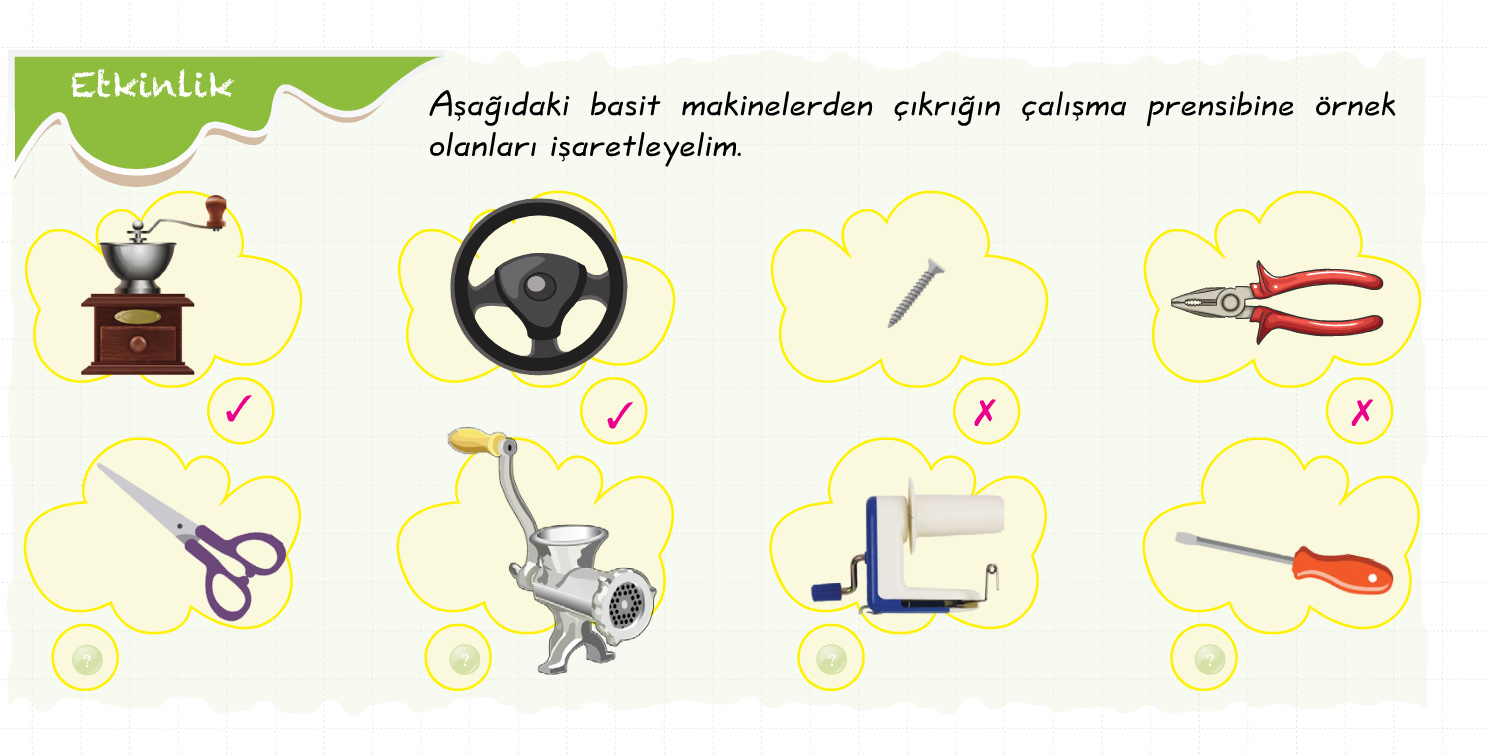 Etkinlik
Aşağıdaki basit makinelerden çıkrığın çalışma prensibine örnek
olanları işaretleyelim.
✓ ✓ ✗ ✗
? ? ? ?